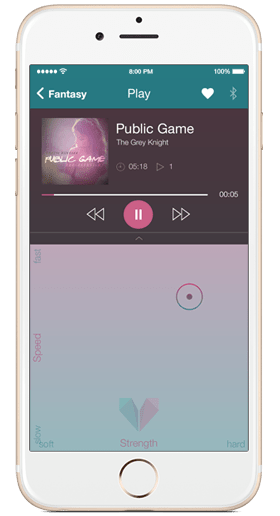 8:00 PM
100%
Fantasy
Play
PUBLIC GAME
Public Game
The Grey Knight
05:18
1
00:05
fast
Speed
slow
soft
Strength
hard